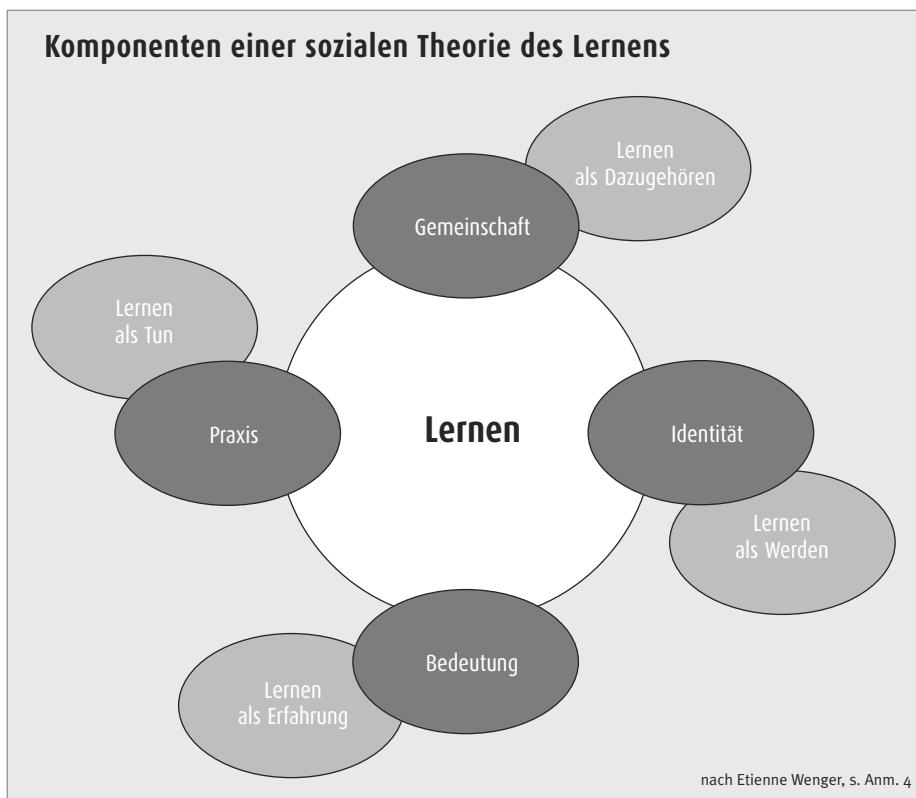 Komponenten einer sozialen Theorie des Lernens
Lernen
als Dazugehören
Gemeinschaft
Lernen
als Tun
Praxis
Lernen
Identität
Lernen
als Werden
Bedeutung
Lernen
als Erfahrung
nach Etienne Wenger, s. Anm. 4